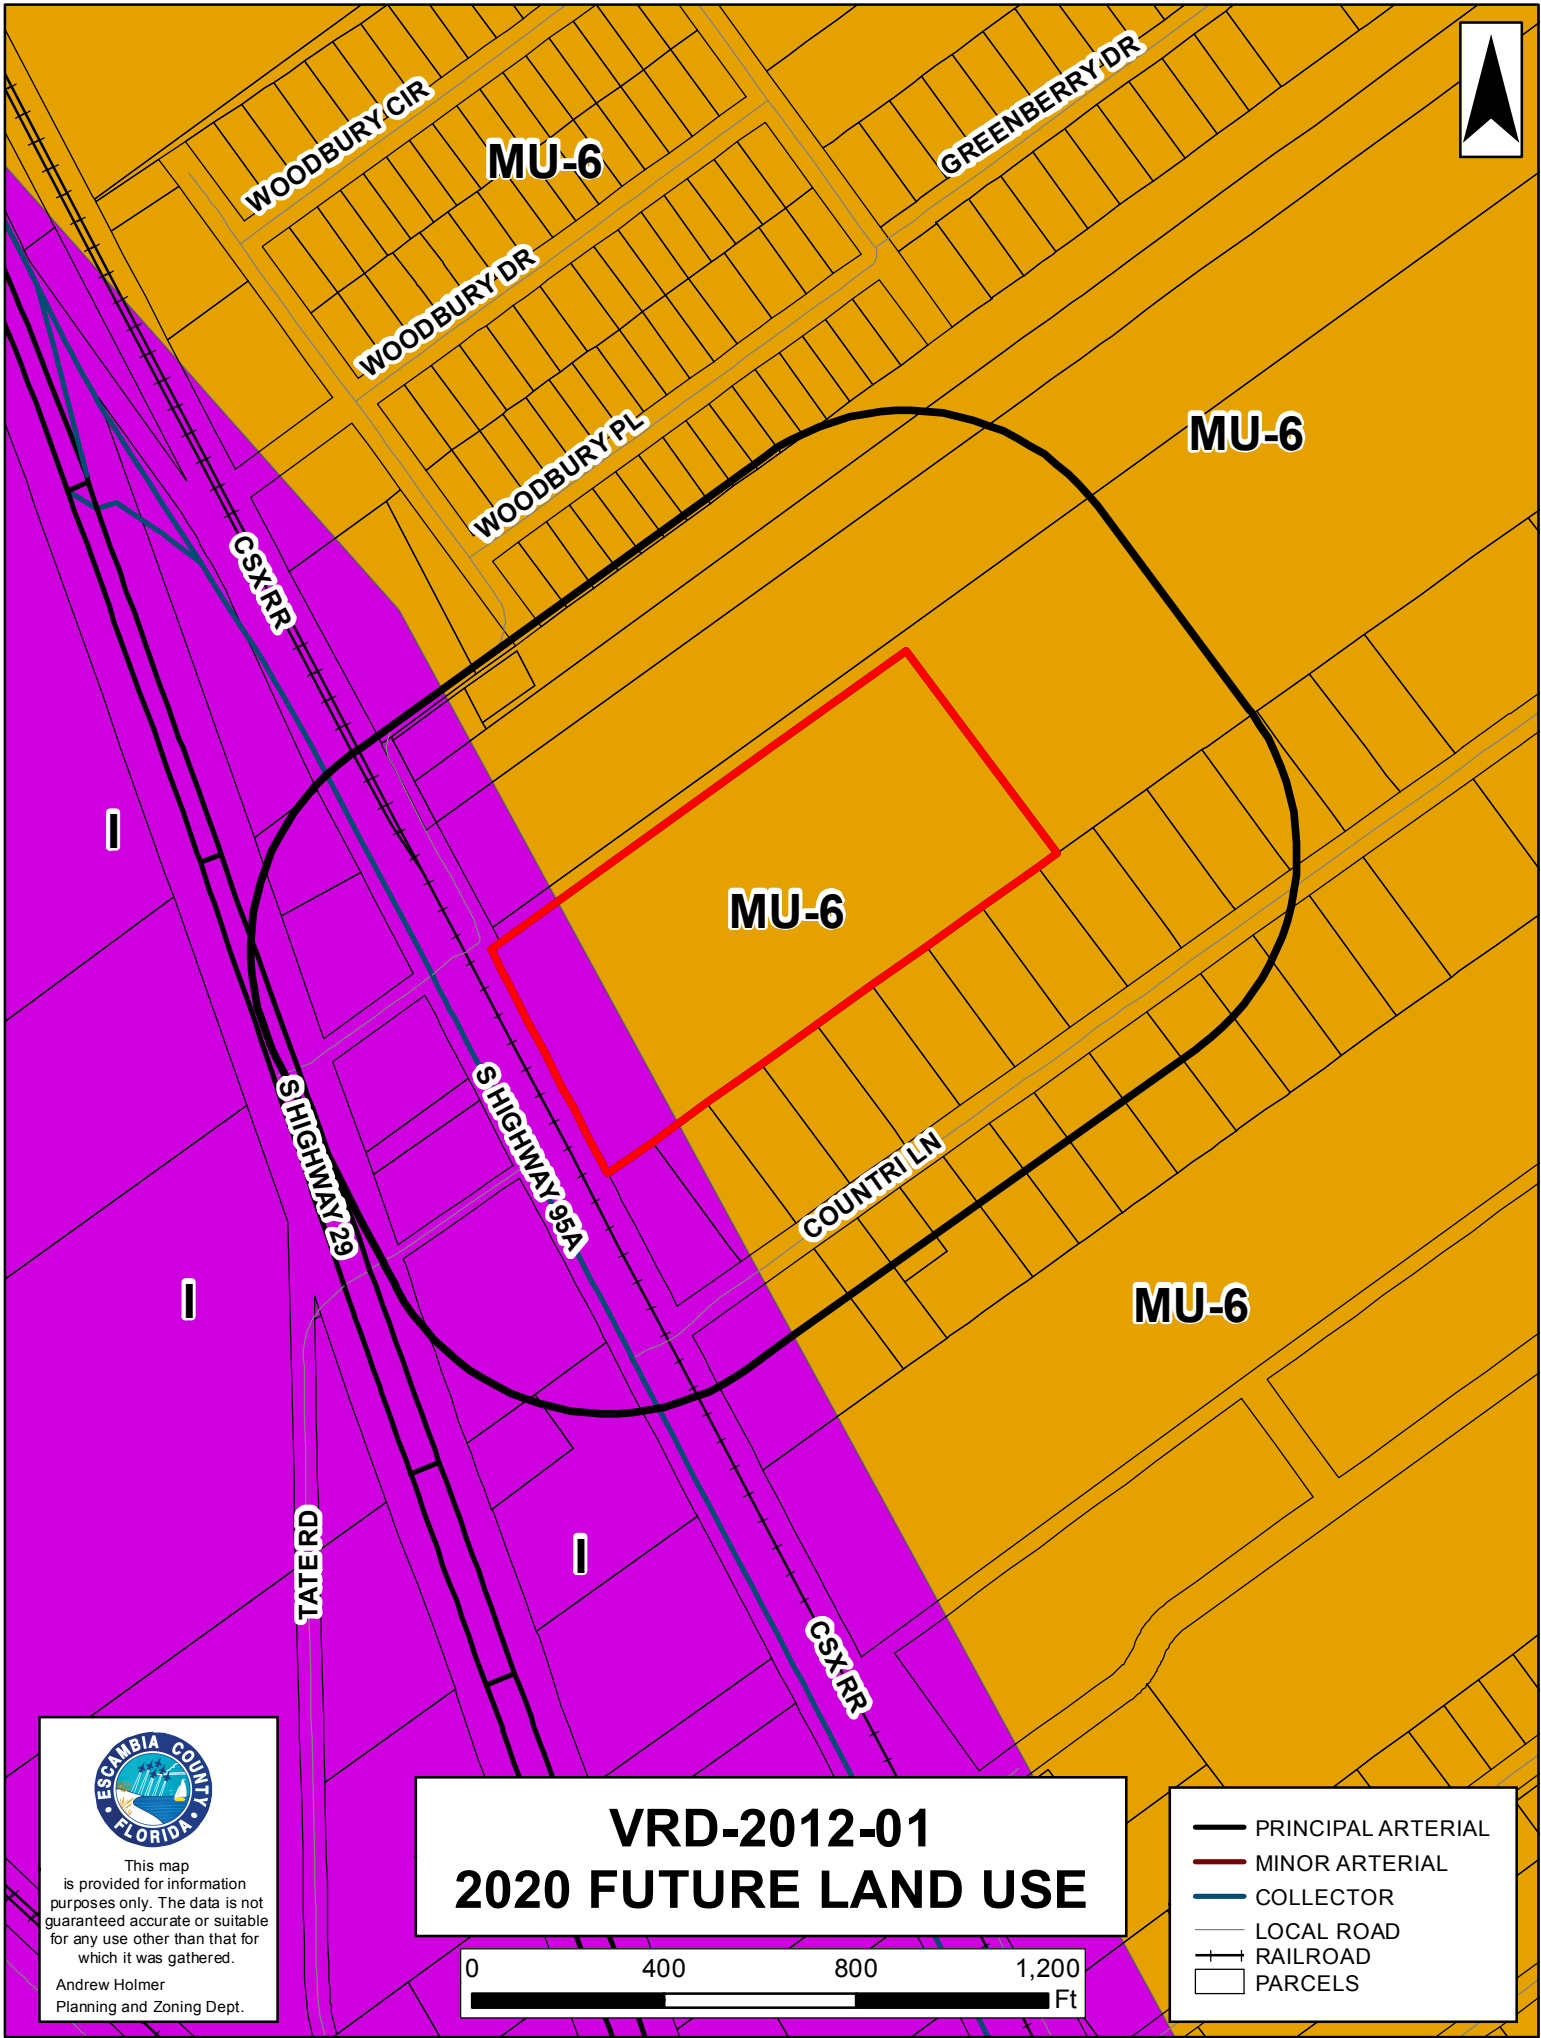 WOODBURY CIR
MU-6
GREENBERRY DR
WOODBURY DR
WOODBURY PL
MU-6
CSX RR
I
MU-6
S HIGHWAY 29
S HIGHWAY 95A
COUNTRI LN
I
MU-6
TATE RD
I
CSX RR
ESCAMBIA COUNTY
FLORIDA
This map
is provided for information
purposes only. The data is not
guaranteed accurate or suitable
for any use other than that for
which it was gathered.
Andrew Holmer
Planning and Zoning Dept.
VRD-2012-01
2020 FUTURE LAND USE
0 400 800 1,200
Ft
PRINCIPAL ARTERIAL
MINOR ARTERIAL
COLLECTOR
LOCAL ROAD
RAILROAD
PARCELS